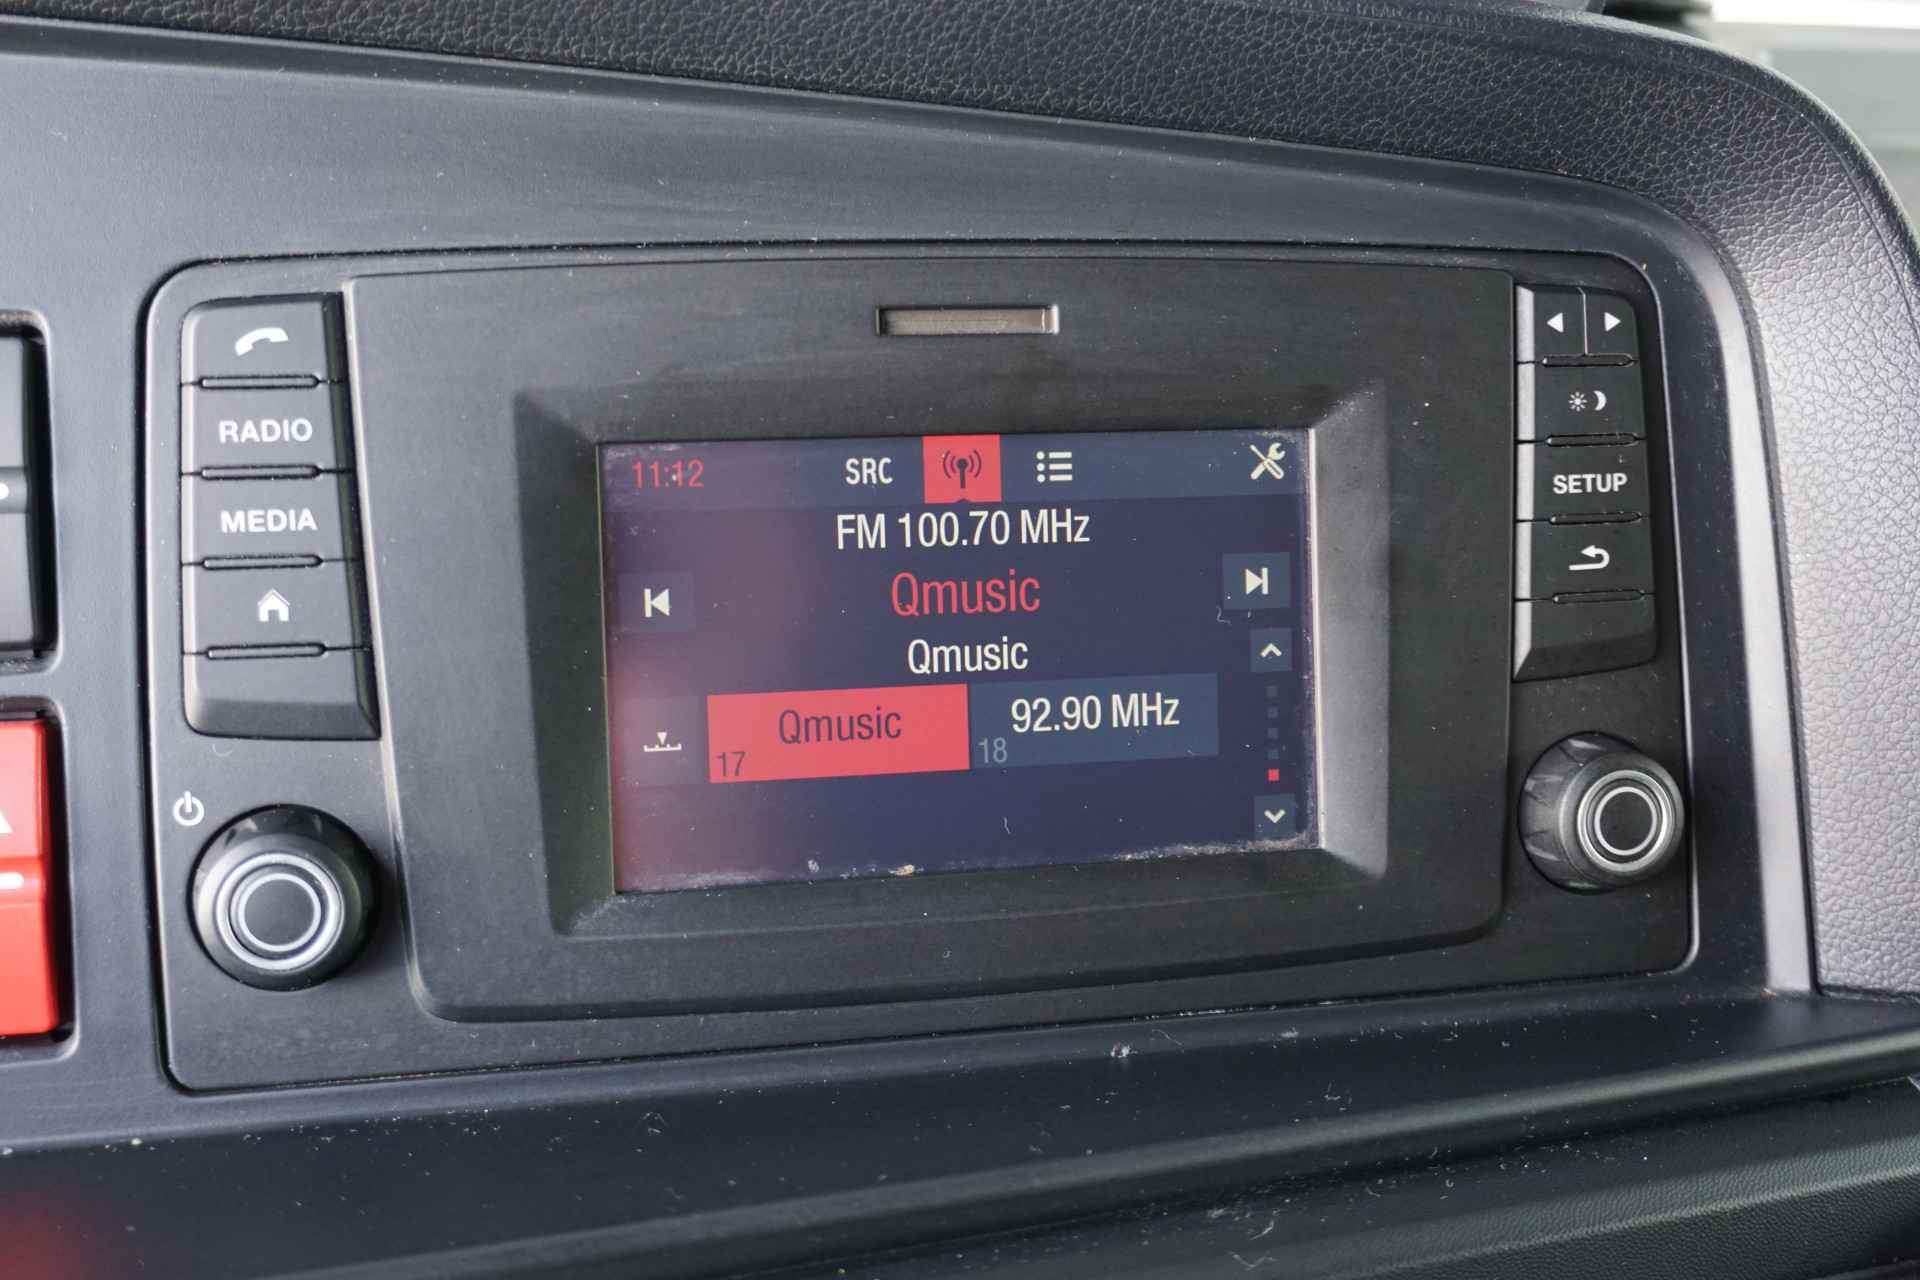 RADIO
MEDIA
11:12 SRC
FM 100.70 MHz
Qmusic
Qmusic
Qmusic
17
92.90 MHz
18
SETUP